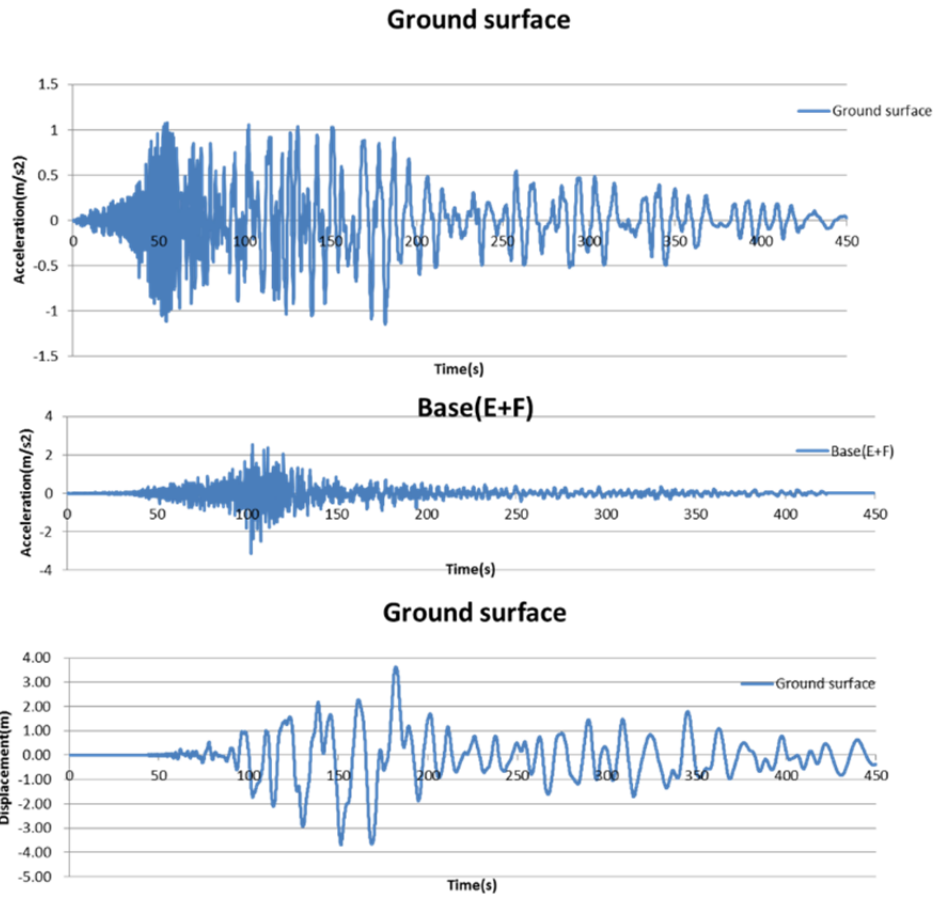 Ground surface
1.5
Ground surface
1
0.5
0
0 50 100 150 200 250 300 350 400 450
-0.5
-1
-1.5
Acceleration(m/s2)
Time(s)
Base(E+F)
4
2
Base(E+F)
0
0 50 100 150 200 250 300 350 400 450
-2
-4
Acceleration(m/s2)
Time(s)
Ground surface
4.00
3.00
Ground surface
2.00
1.00
0.00
0 50 100 150 200 250 300 350 400 450
-1.00
-2.00
-3.00
-4.00
-5.00
Displacement(m)
Time(s)